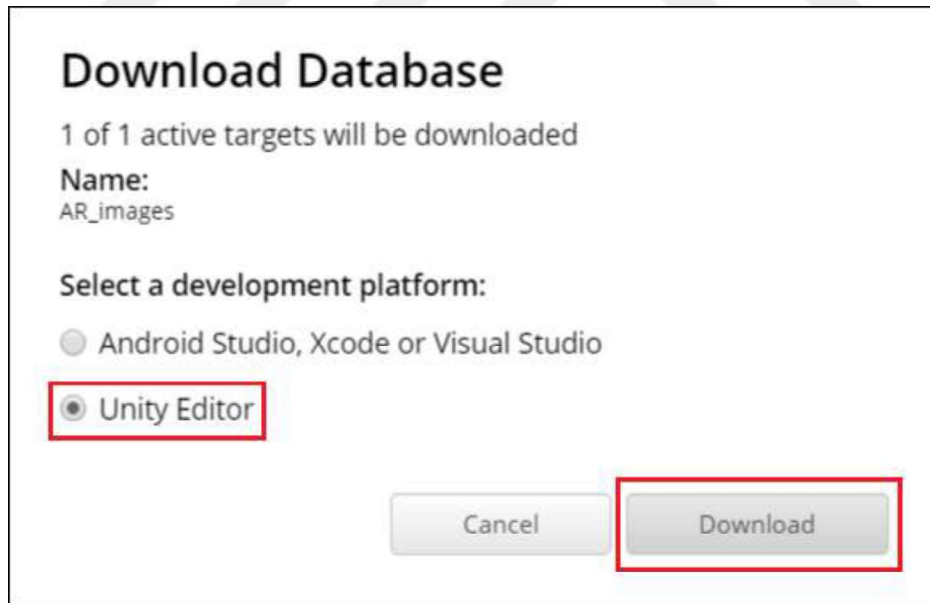 Download Database
1 of 1 active targets will be downloaded
Name:
AR_images
Select a development platform:
Android Studio, Xcode or Visual Studio
Unity Editor
Cancel Download